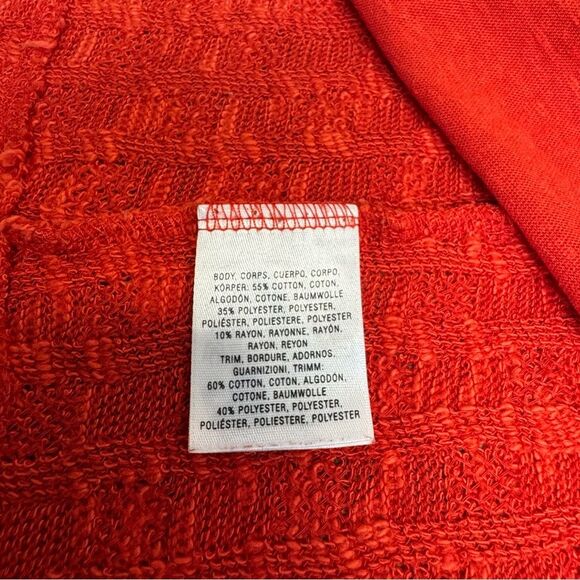 BODY, CORPS, CUERPO, CORPO,
KÖRPER: 55% COTTON, COTON,
ALGODÓN, COTONE, BAUMWOLLE
35% POLYESTER, POLYESTER,
POLIÉSTER, POLIESTERE, POLYESTER
10% RAYON, RAYONNE, RAYÓN,
RAYON, REYON
TRIM, BORDURE, ADORNOS,
GUARNIZIONI, TRIMM:
60% COTTON, COTON, ALGODÓN,
COTONE, BAUMWOLLE
40% POLYESTER, POLYESTER,
POLIÉSTER, POLIESTERE, POLYESTER